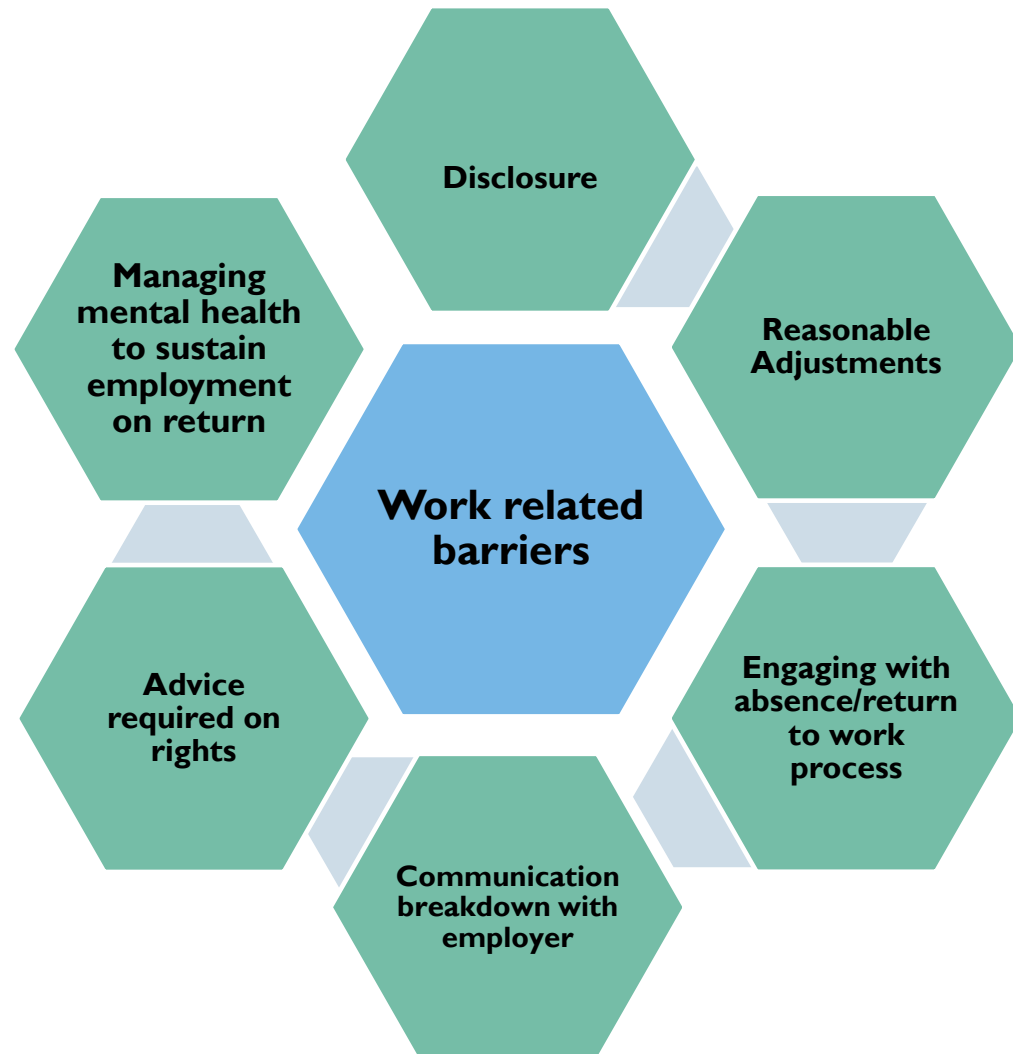 Disclosure
Reasonable
Adjustments
Engaging with
absence/return
to work
process
Communication
breakdown with
employer
Advice
required on
rights
Managing
mental health
to sustain
employment
on return
Work related
barriers